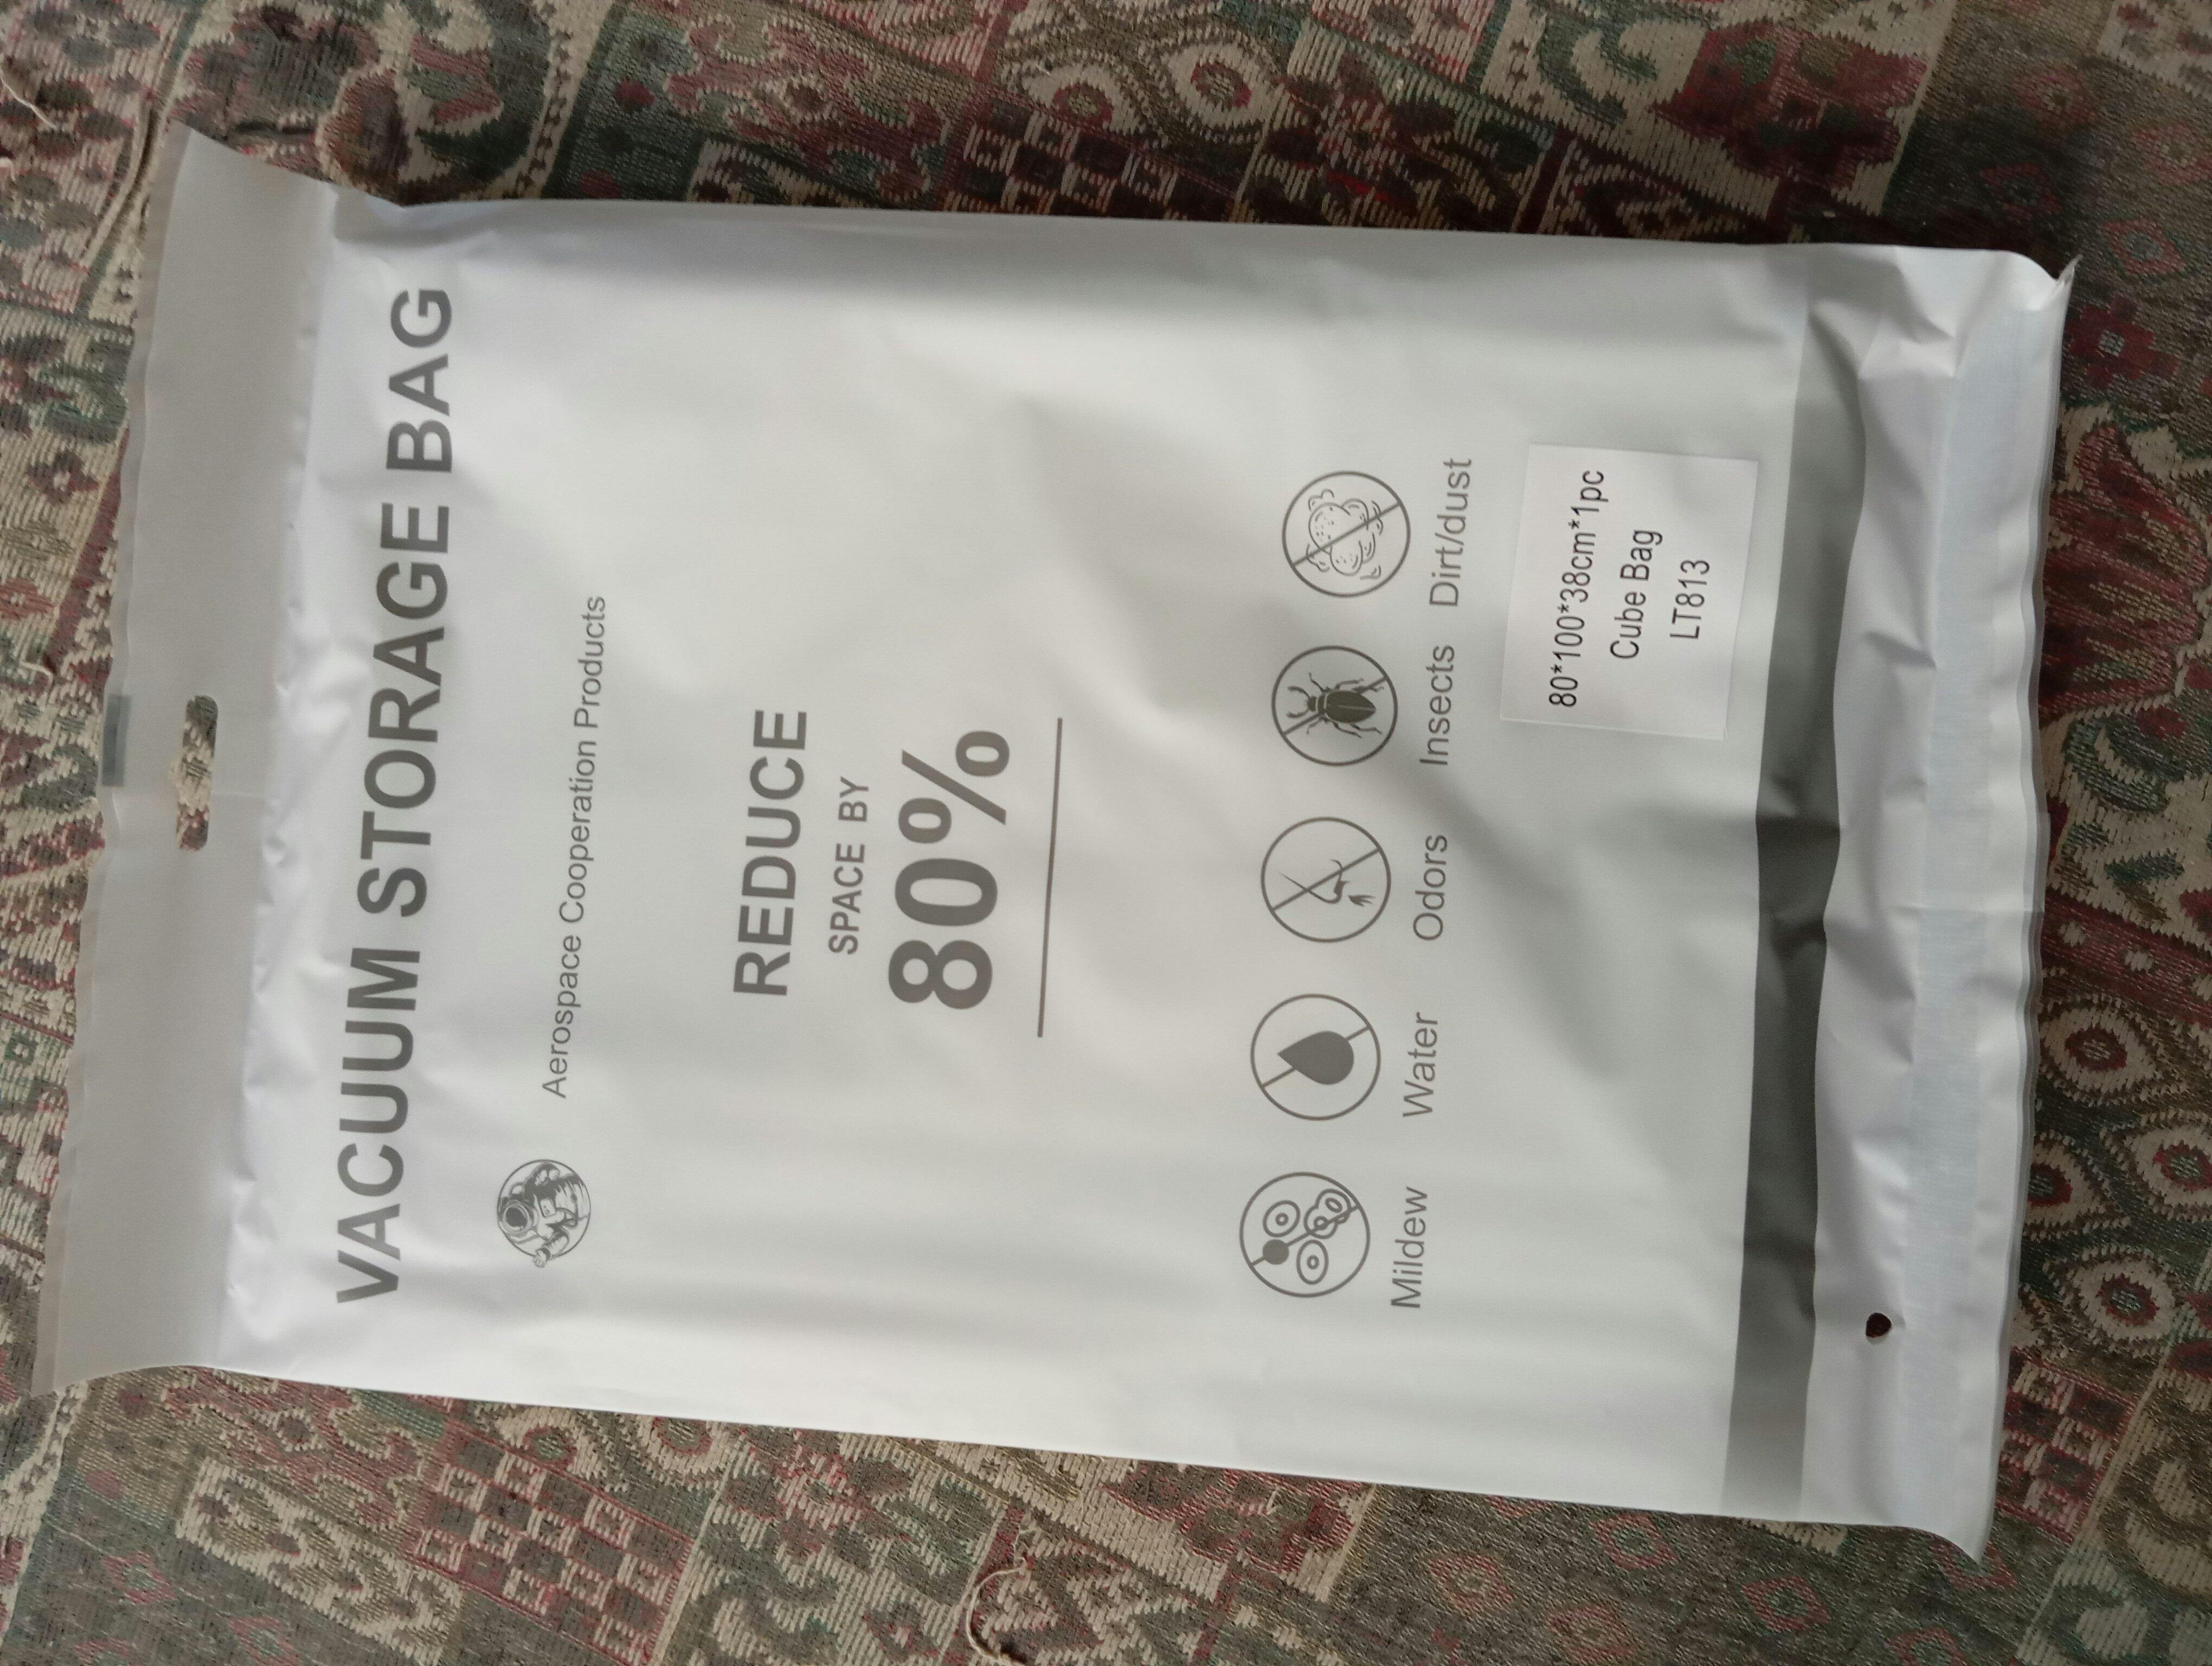 VACUUM STORAGE BAG
Aerospace Cooperation Products
REDUCE
SPACE BY
80%
Mildew Water Odors Insects Dirt/dust
80*100*38cm*1pc
Cube Bag
LT813